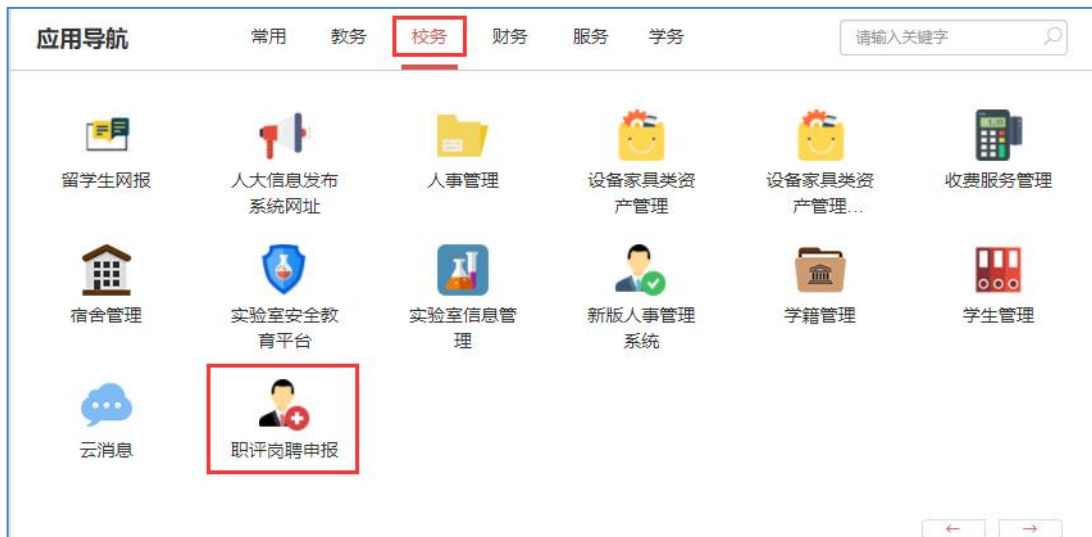 应用导航 常用 教务 校务 财务 服务 学务 请输入关键字
留学生网报 人大信息发布 人事管理 设备家具类资 设备家具类资 收费服务管理
系统网址 产管理 产管理...
宿舍管理 实验室安全教 实验室信息管 新版人事管理 学籍管理 学生管理
育平台 理 系统
云消息 职评岗聘申报
← →